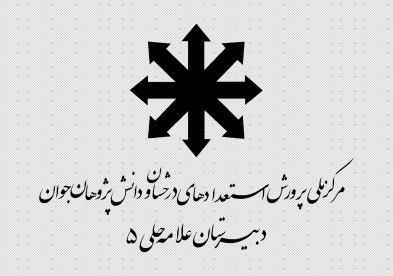 مرکز ملی پرورش استعدادهای درخشان و دانش پژوهان جوان
دبیرستان علامه حلی ۵